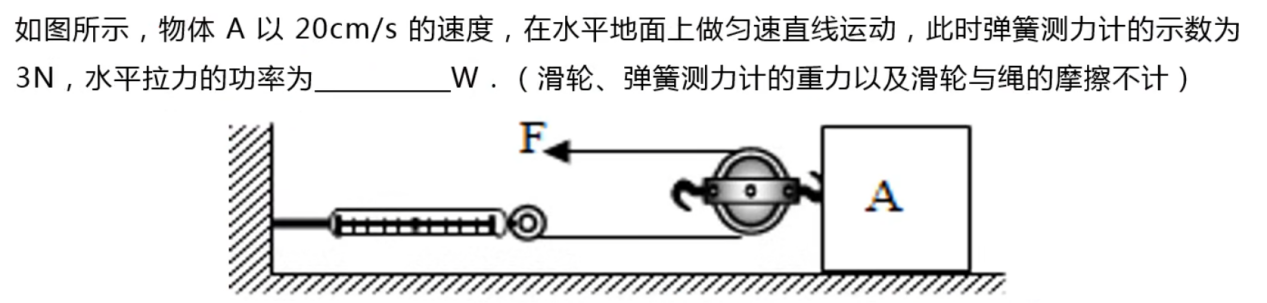 如图所示，物体 A 以 20cm/s 的速度，在水平地面上做匀速直线运动，此时弹簧测力计的示数为
3N，水平拉力的功率为__________W．（滑轮、弹簧测力计的重力以及滑轮与绳的摩擦不计）
F
A